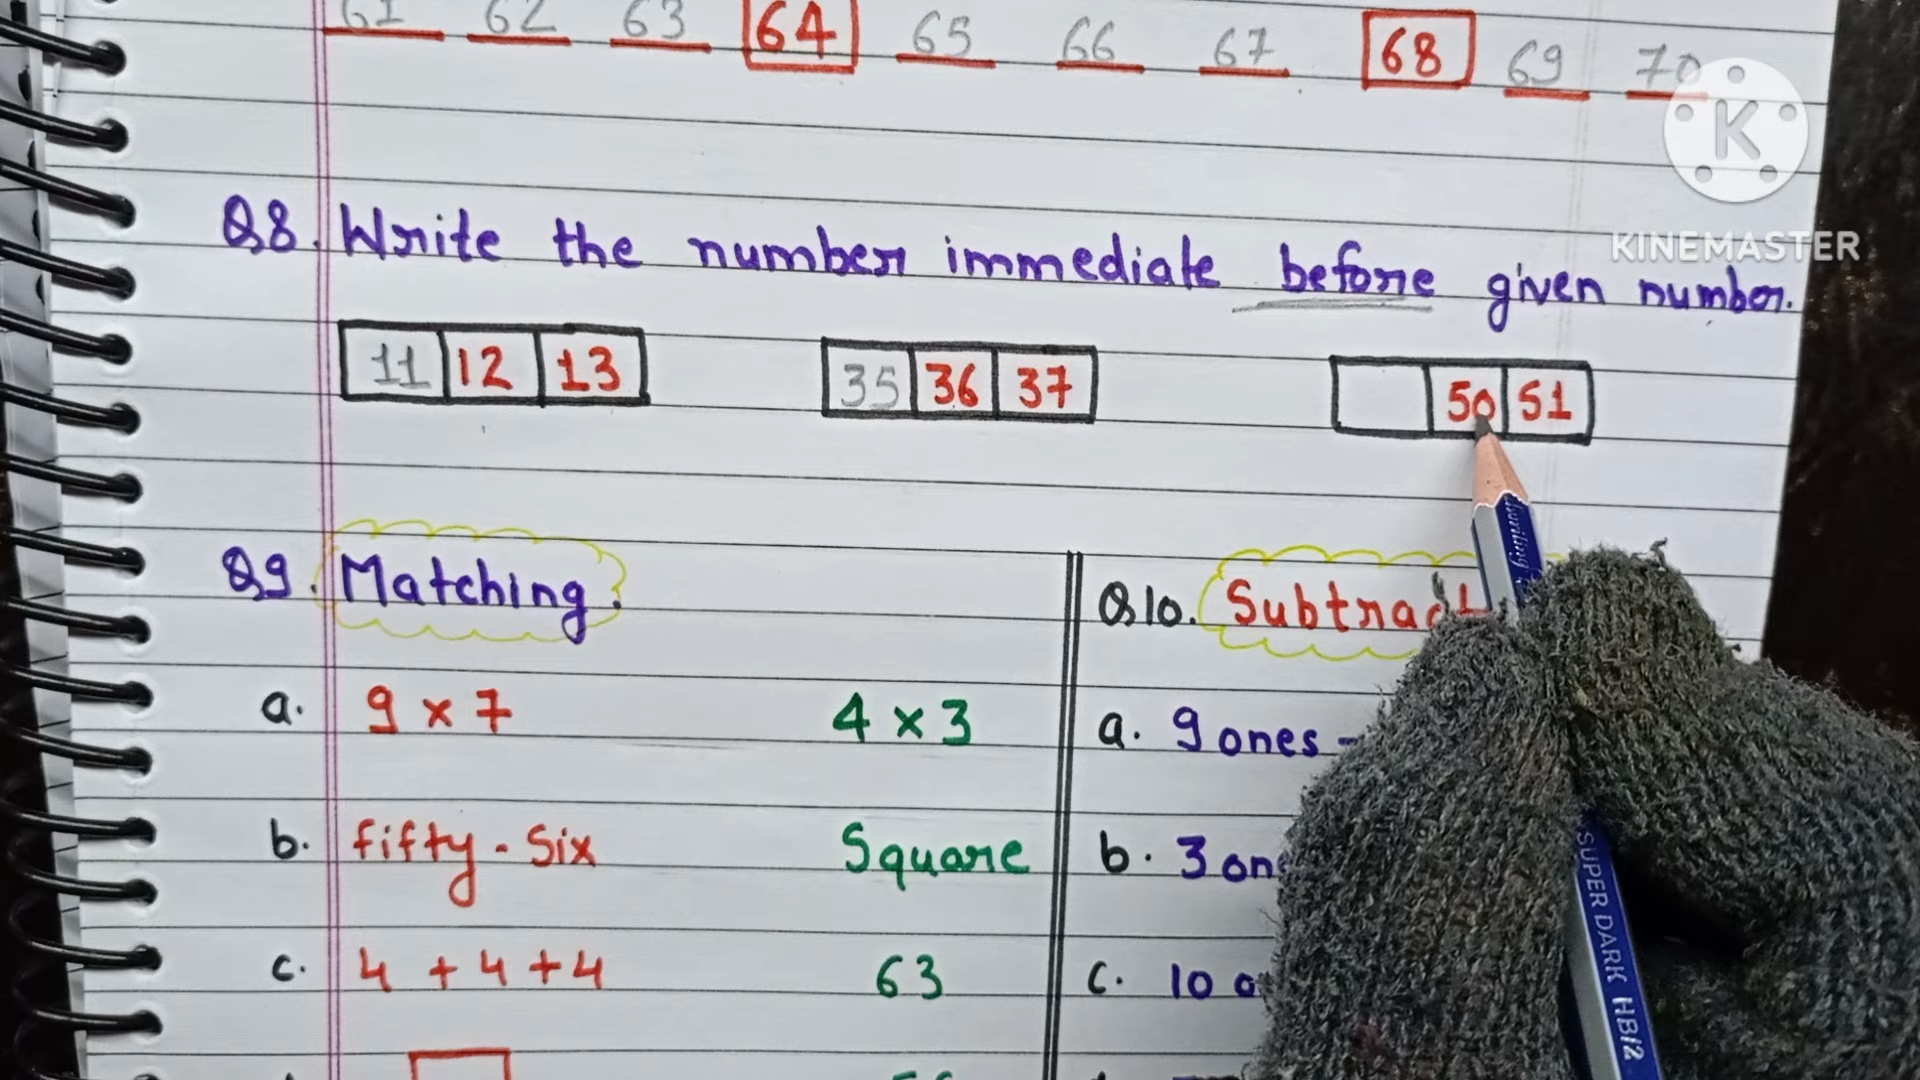 61 62 63 64 65 66 67 68 69 70
K
KINEMASTER
Q8. Write the number immediate before given number.
11 12 13 35 36 37 50 51
Q9. Matching. Q10.
a. 9 x 7 4 x 3 a. 9 ones -
b. fifty - Six Square b. 3
c. 4 + 4 + 4 63 c. 10
SUPER DARK HB/2